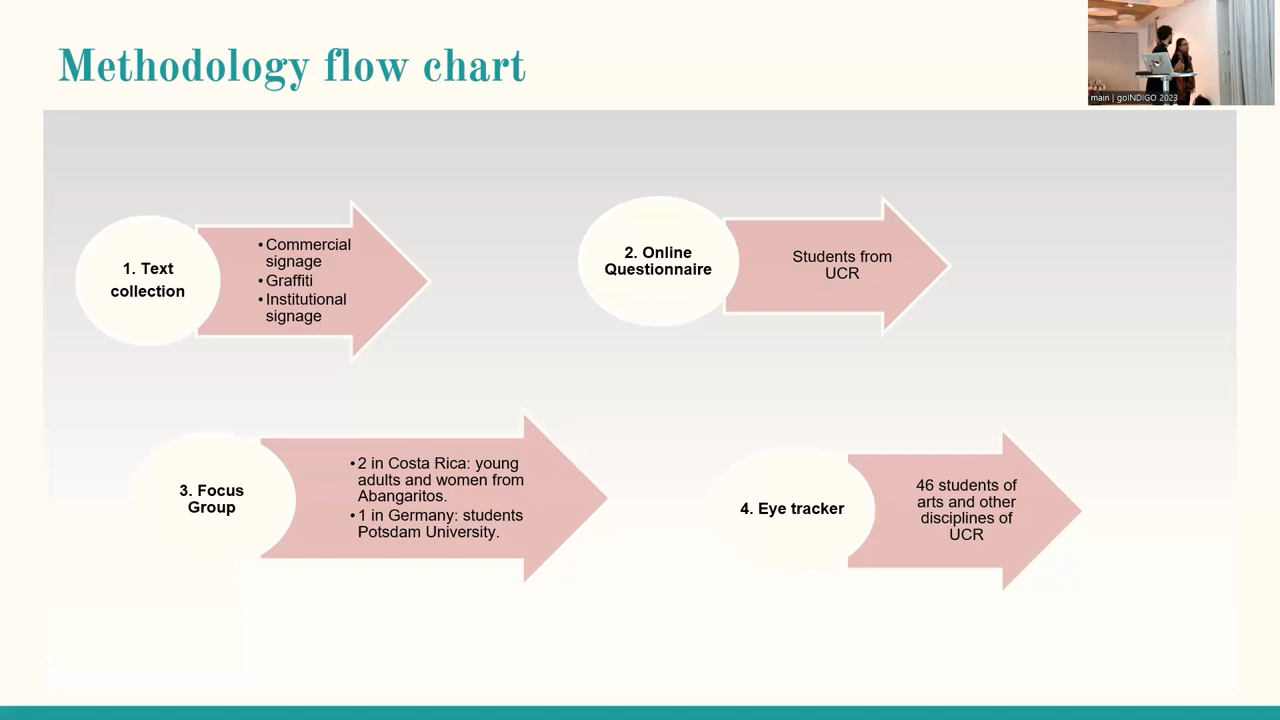 Methodology flow chart
main | goINDIGO 2023
1. Text
collection
• Commercial
signage
• Graffiti
• Institutional
signage
2. Online
Questionnaire
Students from
UCR
3. Focus
Group
• 2 in Costa Rica: young
adults and women from
Abangaritos.
• 1 in Germany: students
Potsdam University.
4. Eye tracker
46 students of
arts and other
disciplines of
UCR